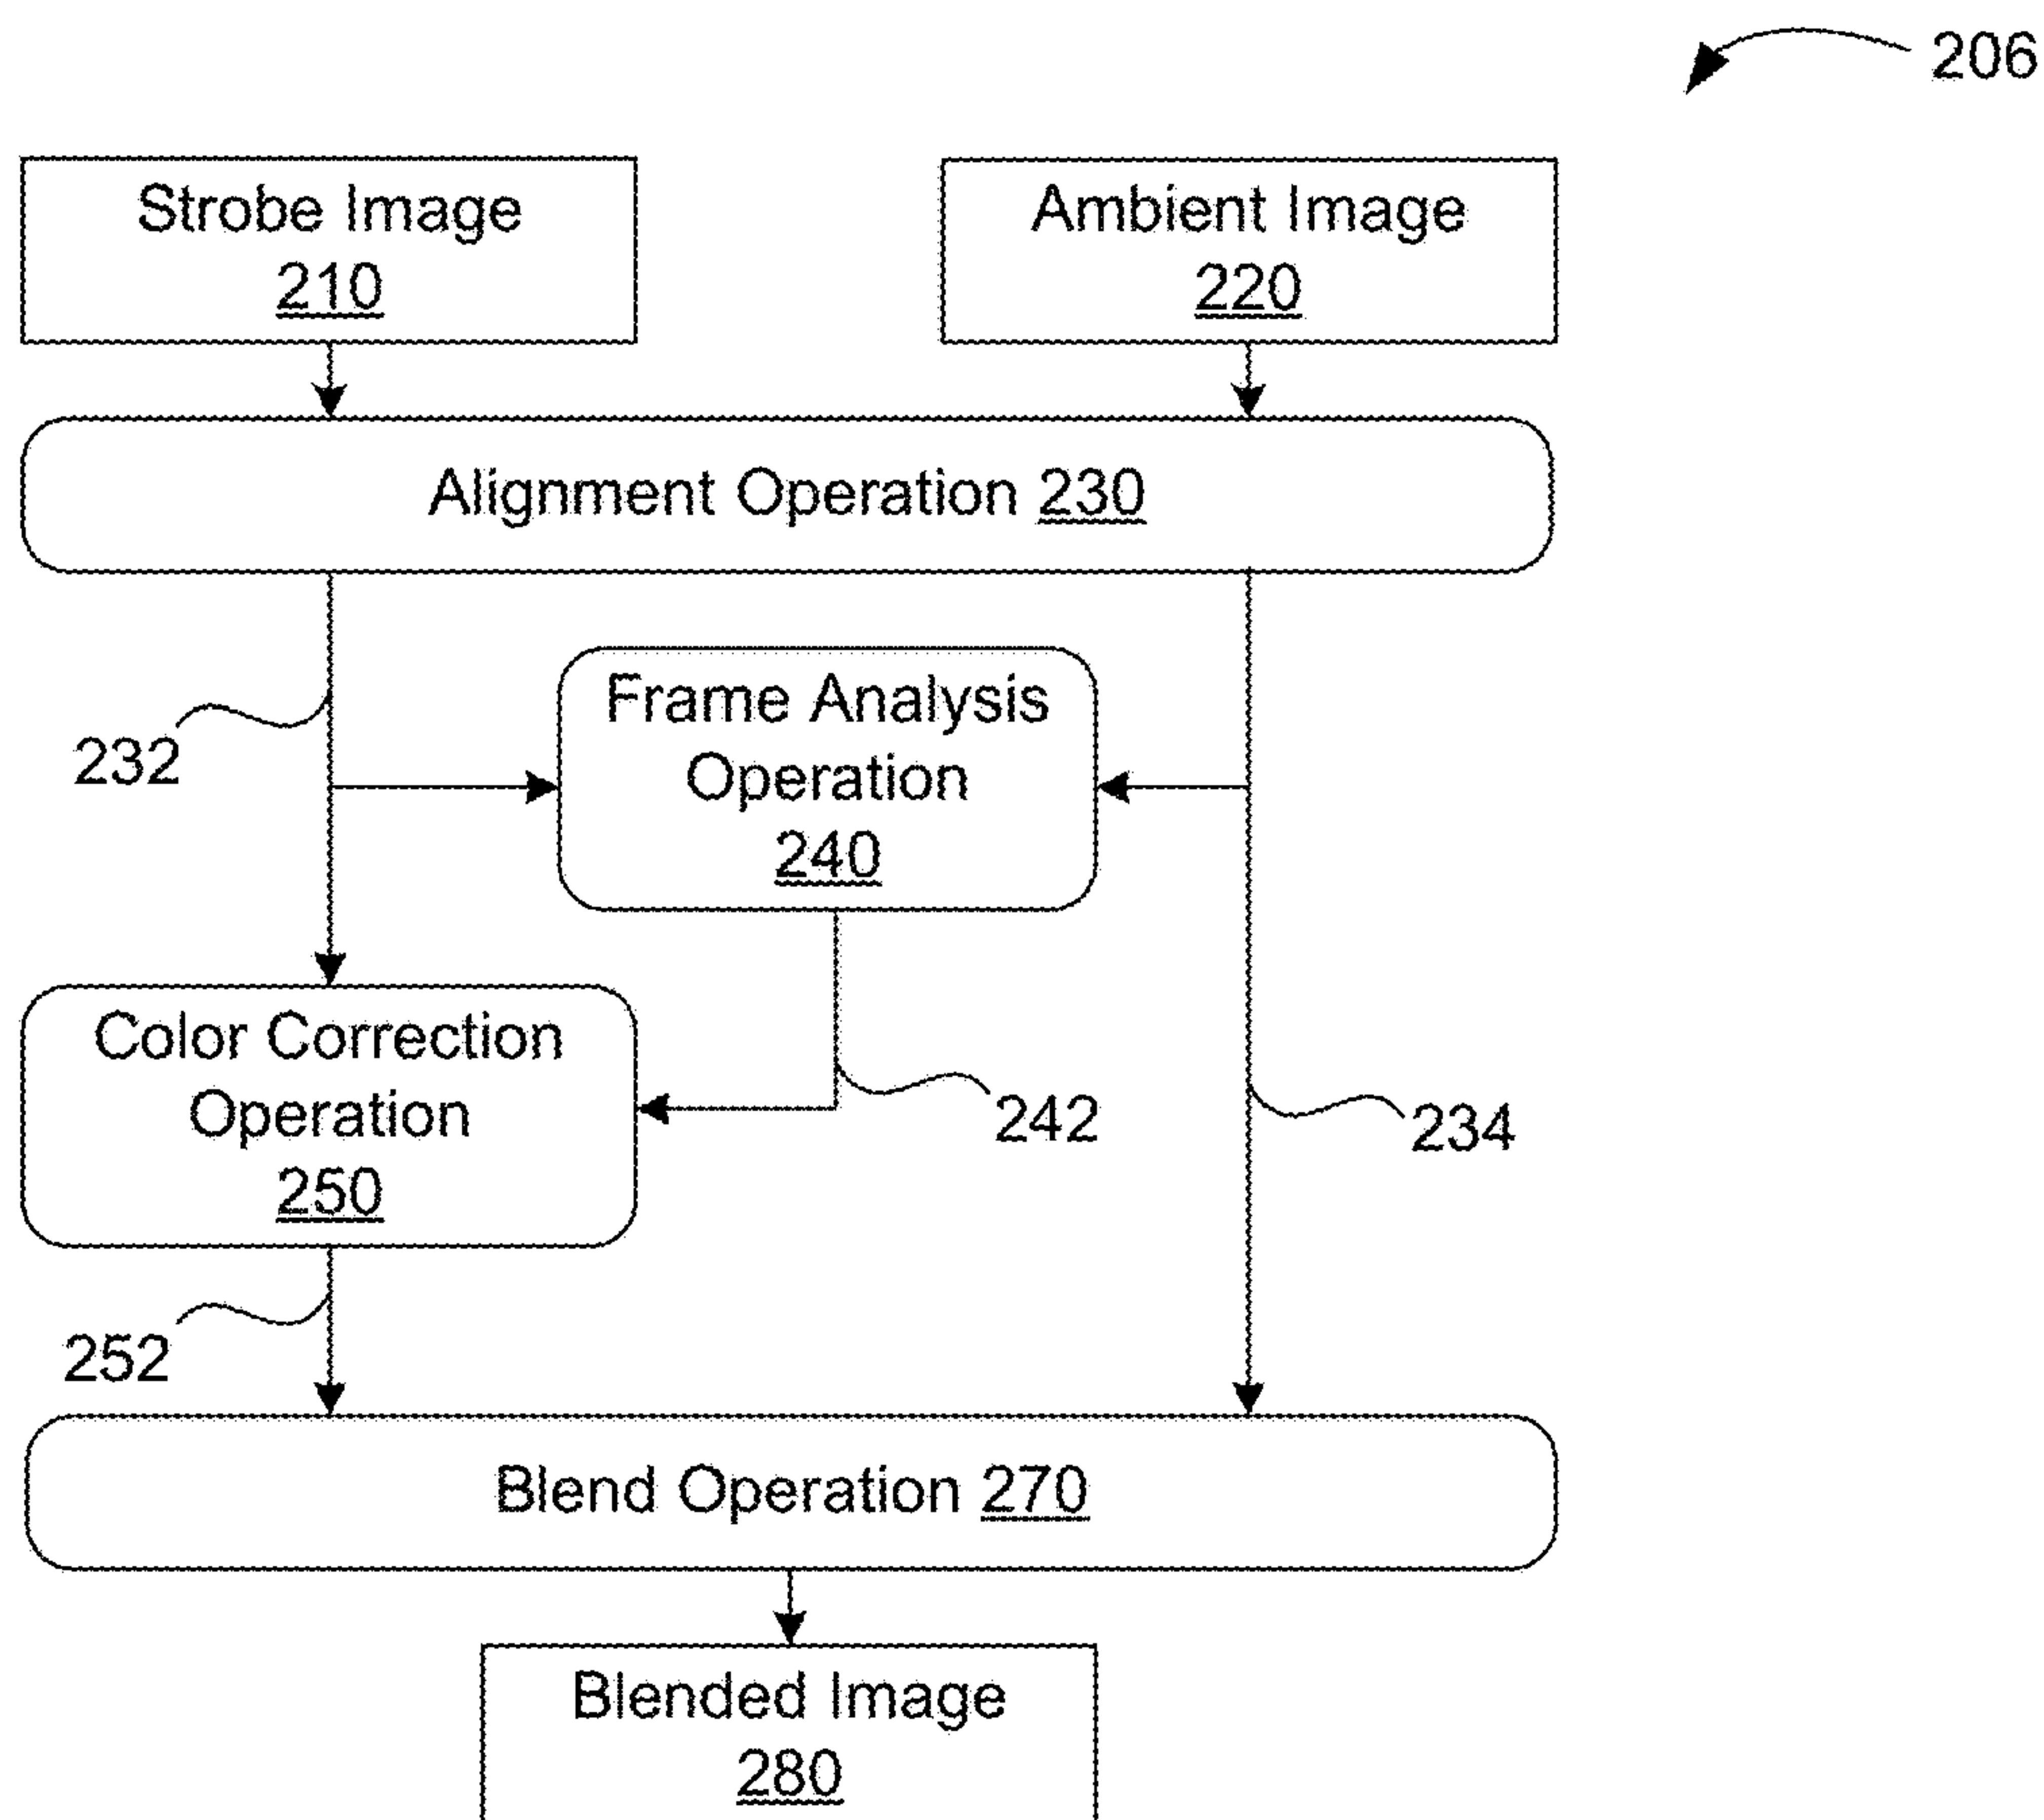 206
Strobe Image
210
Ambient Image
220
Alignment Operation 230
Frame Analysis
Operation
240
232
Color Correction
Operation
250
242
234
252
Blend Operation 270
Blended Image
280